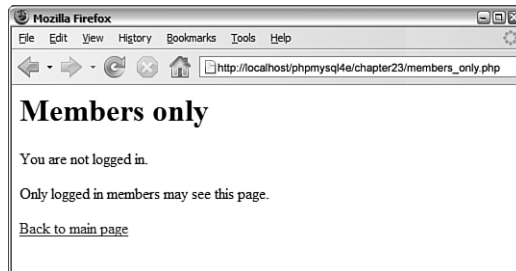 Mozilla Firefox
File Edit View History Bookmarks Tools Help
http://localhost/phpmysql4e/chapter23/members_only.php
Members only
You are not logged in.
Only logged in members may see this page.
Back to main page